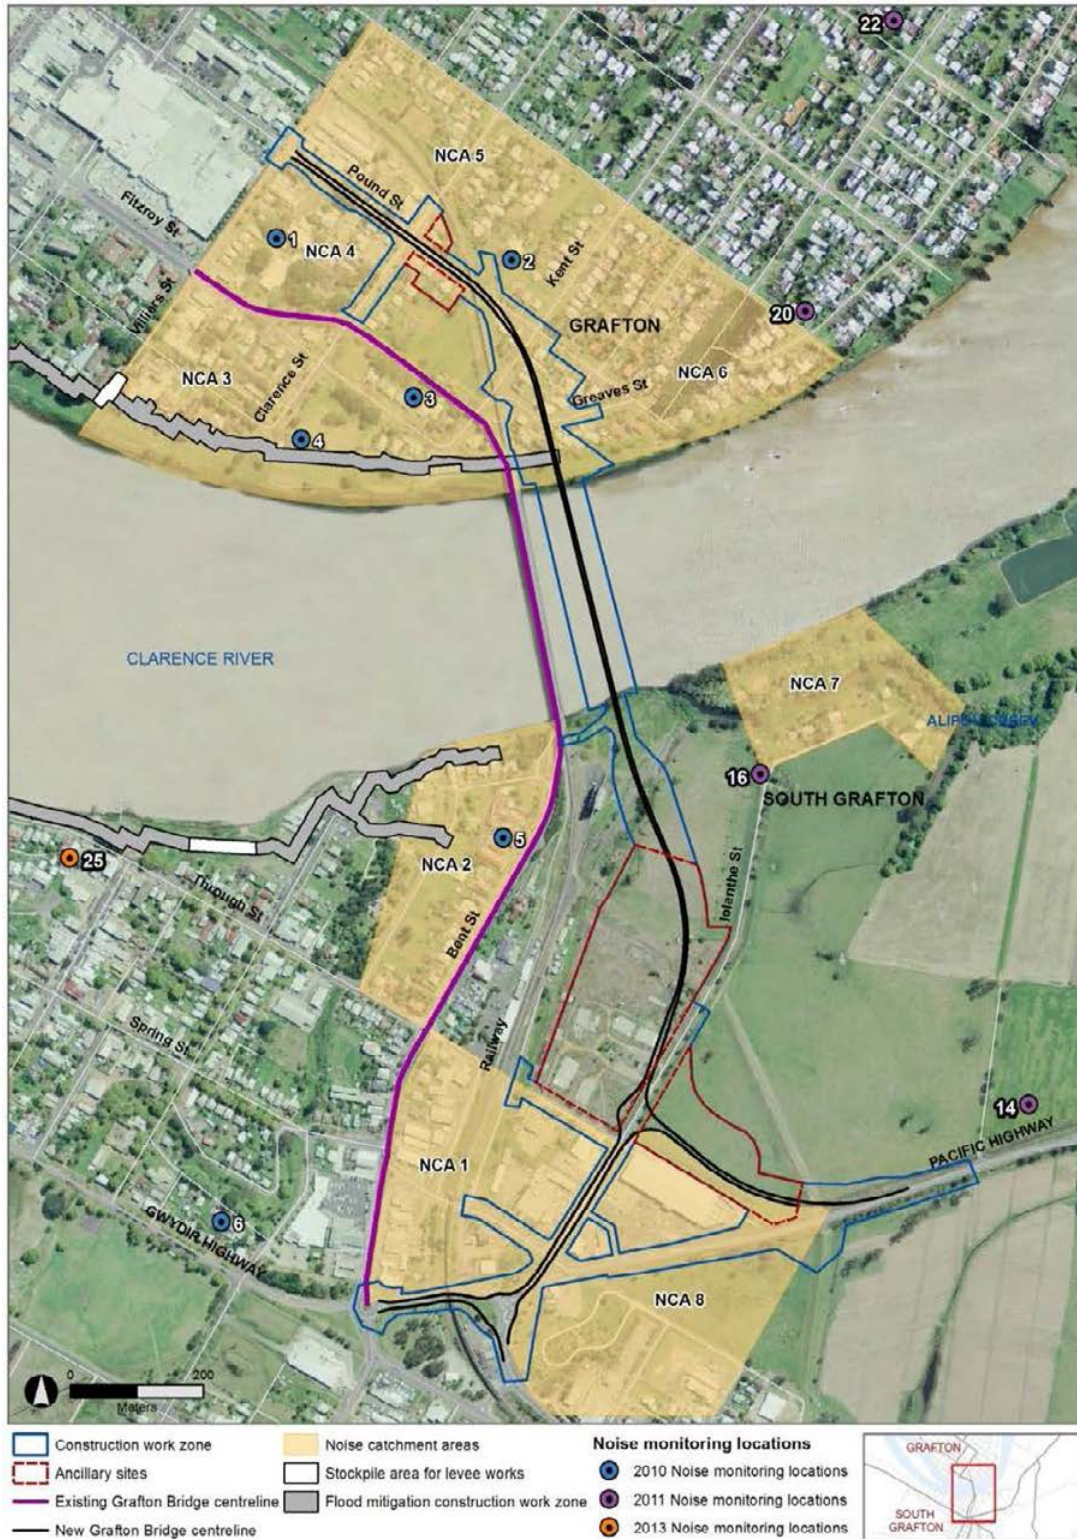 22
NCA 5
Pound St
Fitzroy St
1
NCA 4
2
Kent St
Villiers St
20
GRAFTON
NCA 3
Clarence St
3
NCA 6
Greaves St
4
CLARENCE RIVER
NCA 7
16
SOUTH GRAFTON
25
5
NCA 2
Through St
Iolanthe St
Bent St
Spring St
Railway
14
PACIFIC HIGHWAY
NCA 1
6
GWYDIR HIGHWAY
NCA 8
0
200
Meters
Construction work zone
Ancillary sites
Existing Grafton Bridge centreline
New Grafton Bridge centreline
Noise catchment areas
Stockpile area for levee works
Flood mitigation construction work zone
Noise monitoring locations
2010 Noise monitoring locations
2011 Noise monitoring locations
2013 Noise monitoring locations
GRAFTON
SOUTH
GRAFTON